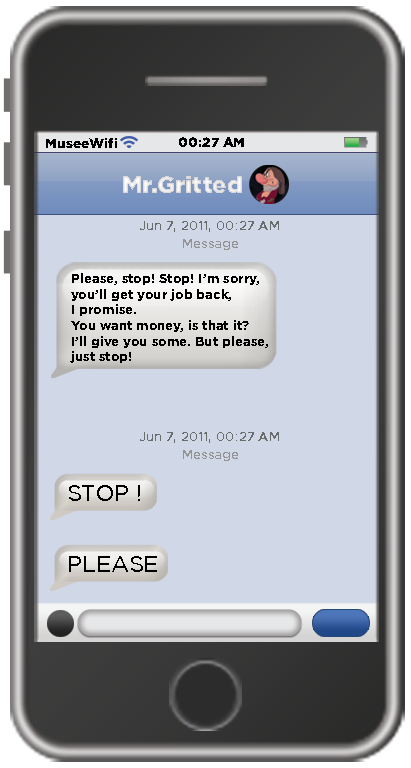 MuseeWifi 00:27 AM
Mr.Gritted
Jun 7, 2011, 00:27 AM
Message
Please, stop! Stop! I'm sorry,
you'll get your job back,
I promise.
You want money, is that it?
I'll give you some. But please,
just stop!
Jun 7, 2011, 00:27 AM
Message
STOP !
PLEASE